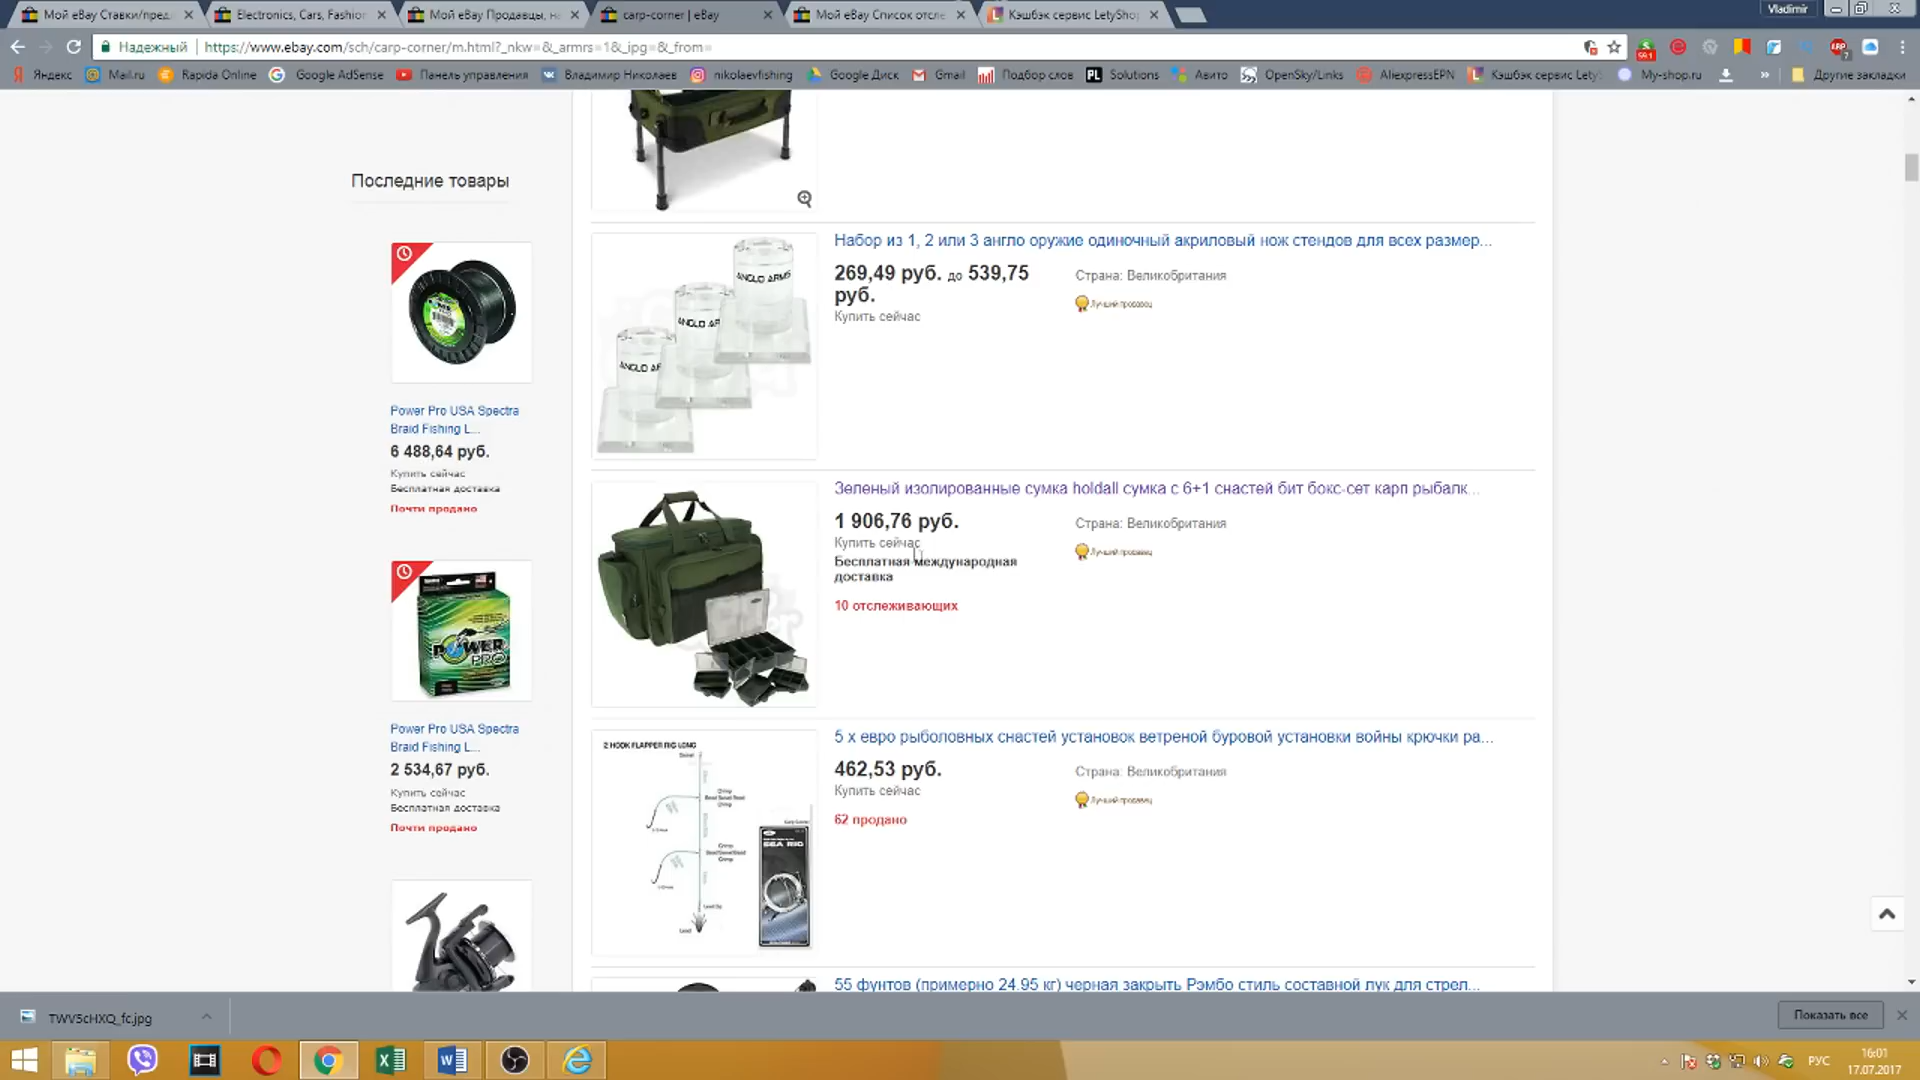 Мой eBay Ставки/пред
Electronics, Cars, Fashion
Мой eBay Продавцы, н
carp-corner | eBay
Мой eBay Список отсле
Кэшбэк сервис LetyShop
Vladimir
Надежный
https://www.ebay.com/sch/carp-corner/m.html?_nkw=&_armrs=1&_ipg=&_from=
Яндекс
Mail.ru
Rapida Online
Google AdSense
Панель управления
Владимир Николаев
nikolaevfishing
Google Диск
Gmail
Подбор слов
Solutions
Авито
OpenSky/Links
AliexpressEPN
Кэшбэк сервис Lety
My-shop.ru
»
Другие закладки
Последние товары
Power Pro USA Spectra
Braid Fishing L...
6 488,64 руб.
Купить сейчас
Бесплатная доставка
Почти продано
POWER
PRO
Power Pro USA Spectra
Braid Fishing L...
2 534,67 руб.
Купить сейчас
Бесплатная доставка
Почти продано
ANGLO ARMS
ANGLO AR
ANGLO AR
Набор из 1, 2 или 3 англо оружие одиночный акриловый нож стендов для всех размер...
269,49 руб. до 539,75
руб.
Купить сейчас
Страна: Великобритания
Лучший продавец
Зеленый изолированные сумка holdall сумка с 6+1 снастей бит бокс-сет карп рыбалк...
1 906,76 руб.
Купить сейчас
Бесплатная международная
доставка
10 отслеживающих
Страна: Великобритания
Лучший продавец
2 HOOK FLAPPER RIG LONG
SEA RIG
5 x евро рыболовных снастей установок ветреной буровой установки войны крючки ра...
462,53 руб.
Купить сейчас
62 продано
Страна: Великобритания
Лучший продавец
55 фунтов (примерно 24.95 кг) черная закрыть Рэмбо стиль составной лук для стрел...
TWV5cHXQ_fc.jpg
Показать все
РУС
16:01
17.07.2017